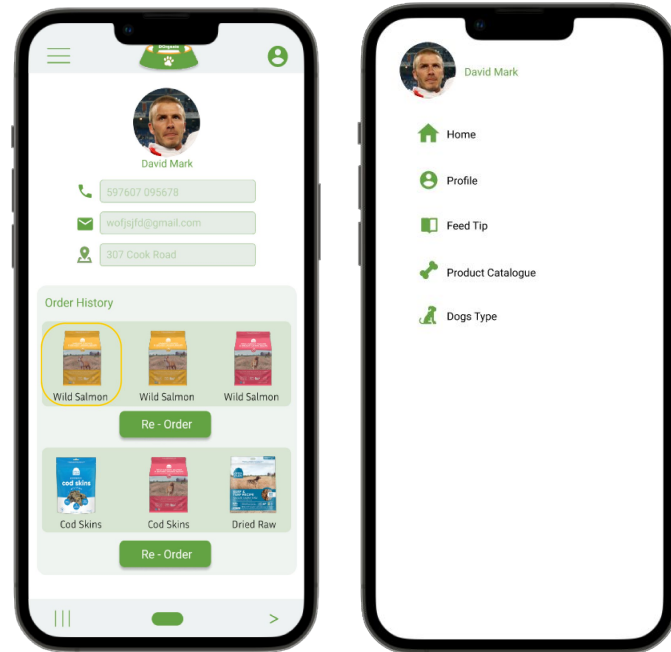 David Mark
597607 095678
wofjsjfd@gmail.com
307 Cook Road
Order History
Wild Salmon
Wild Salmon
Wild Salmon
Re - Order
cod skins
Cod Skins
Cod Skins
Dried Raw
Re - Order
|||
>
David Mark
Home
Profile
Feed Tip
Product Catalogue
Dogs Type